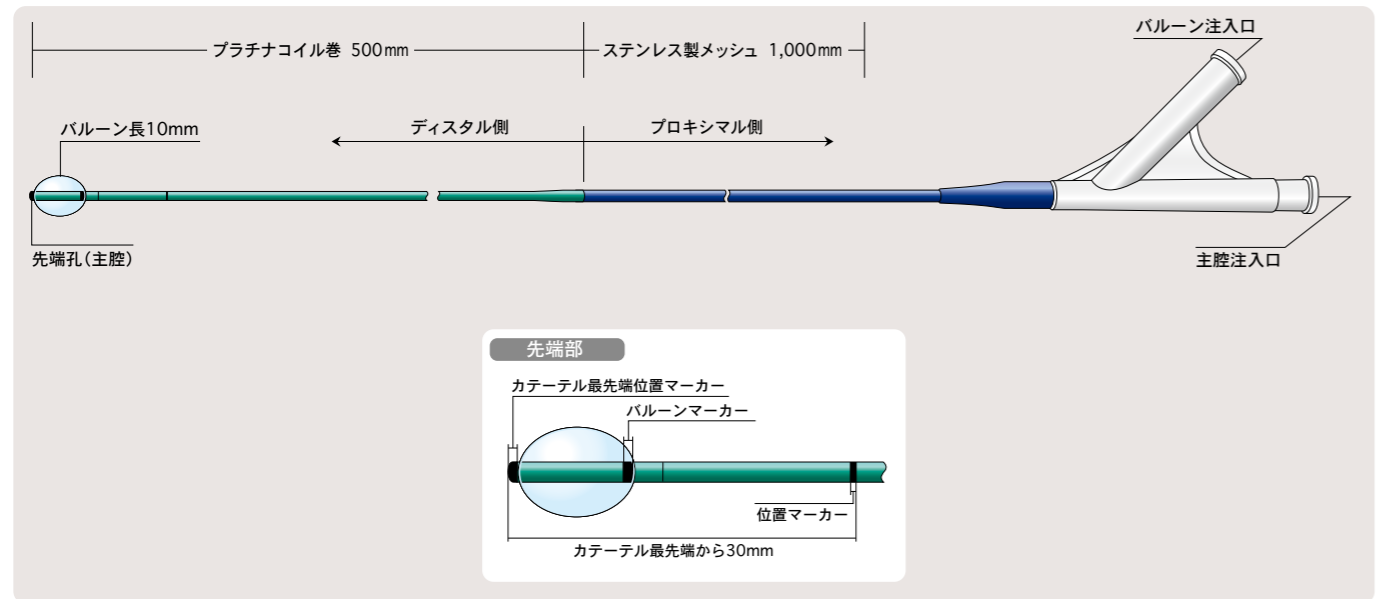 バルーン注入口
プラチナコイル巻 500mm
ステンレス製メッシュ 1,000mm
バルーン長10mm
ディスタル側
プロキシマル側
先端孔(主腔)
主腔注入口
先端部
カテーテル最先端位置マーカー
バルーンマーカー
位置マーカー
カテーテル最先端から30mm